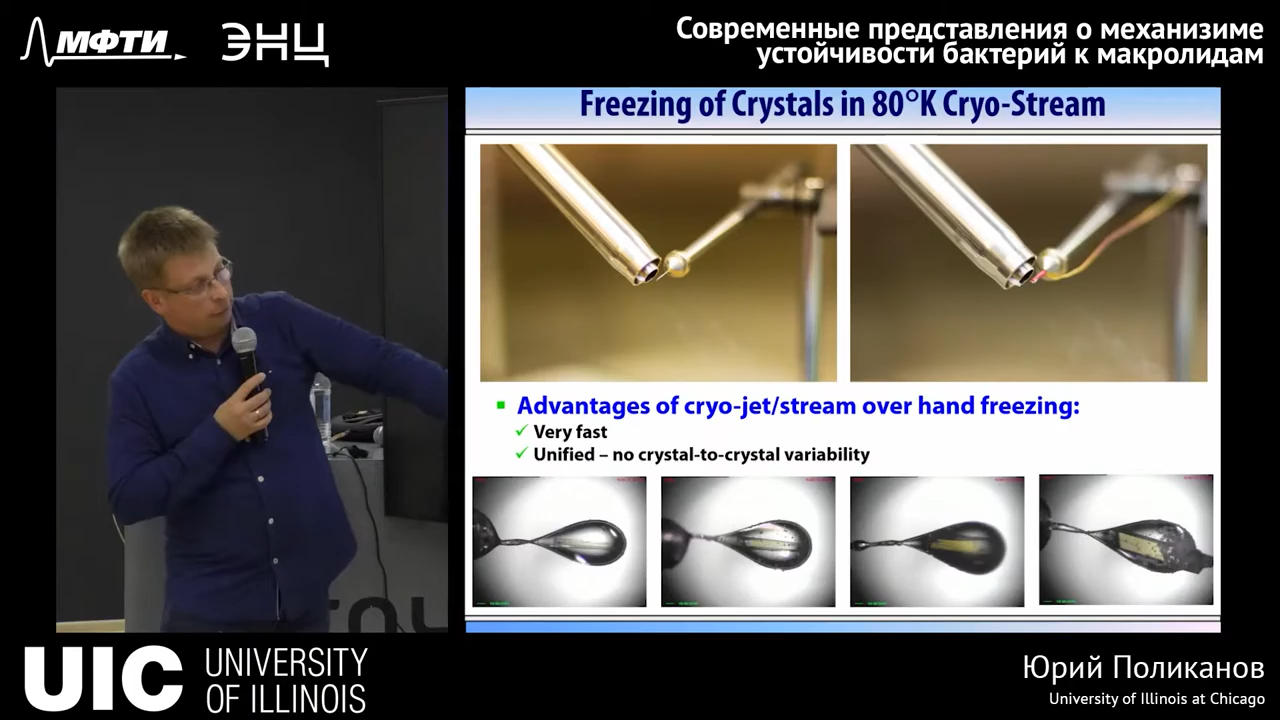 МФТИ
ЭНЦ
Современные представления о механизиме
устойчивости бактерий к макролидам
Freezing of Crystals in 80°K Cryo-Stream
Advantages of cryo-jet/stream over hand freezing:
Very fast
Unified – no crystal-to-crystal variability
UIC
UNIVERSITY
OF ILLINOIS
Юрий Поликанов
University of Illinois at Chicago